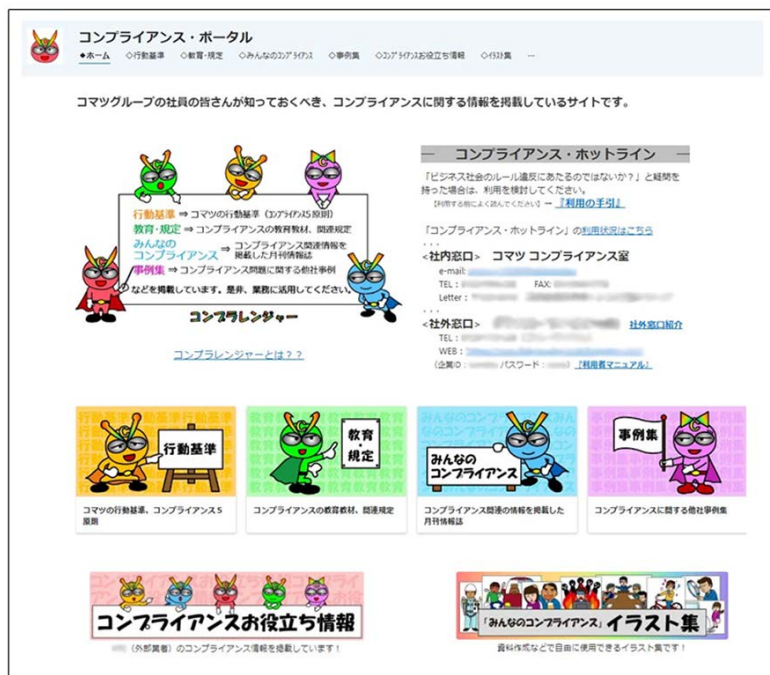 コンプライアンス・ポータル
◆ホーム ◇行動基準 ◇教育・規定 ◇みんなのコンプライアンス ◇事例集 ◇コンプライアンスお役立ち情報 ◇イラスト集 …
コマツグループの社員の皆さんが知っておくべき、コンプライアンスに関する情報を掲載しているサイトです。
行動基準 ⇒ コマツの行動基準（コンプライアンス5原則）
教育・規定 ⇒ コンプライアンスの教育教材、関連規定
みんなの
コンプライアンス ⇒ コンプライアンス関連情報を
掲載した月刊情報誌
事例集 ⇒ コンプライアンス問題に関する他社事例
などを掲載しています。是非、業務に活用してください。
コンプラレンジャー
コンプラレンジャーとは？？
コンプライアンス・ホットライン
「ビジネス社会のルール違反にあたるのではないか？」と疑問を
持った場合は、利用を検討してください。
【利用する前によく読んでください】→ 『利用の手引』
「コンプライアンス・ホットライン」の利用状況はこちら
・・・
<社内窓口> コマツ コンプライアンス室
e-mail:
TEL： FAX:
Letter：
・・・
<社外窓口> 社外窓口紹介
TEL：
WEB：
（企業ID： パスワード： ）『利用者マニュアル』
行動基準
コマツの行動基準、コンプライアンス5
原則
教育
・
規定
コンプライアンスの教育教材、関連規定
みんなの
コンプライアンス
コンプライアンス関連の情報を掲載した
月刊情報誌
事例集
コンプライアンスに関する他社事例集
コンプライアンスお役立ち情報
（外部業者）のコンプライアンス情報を掲載しています！
「みんなのコンプライアンス」イラスト集
資料作成などで自由に使用できるイラスト集です！